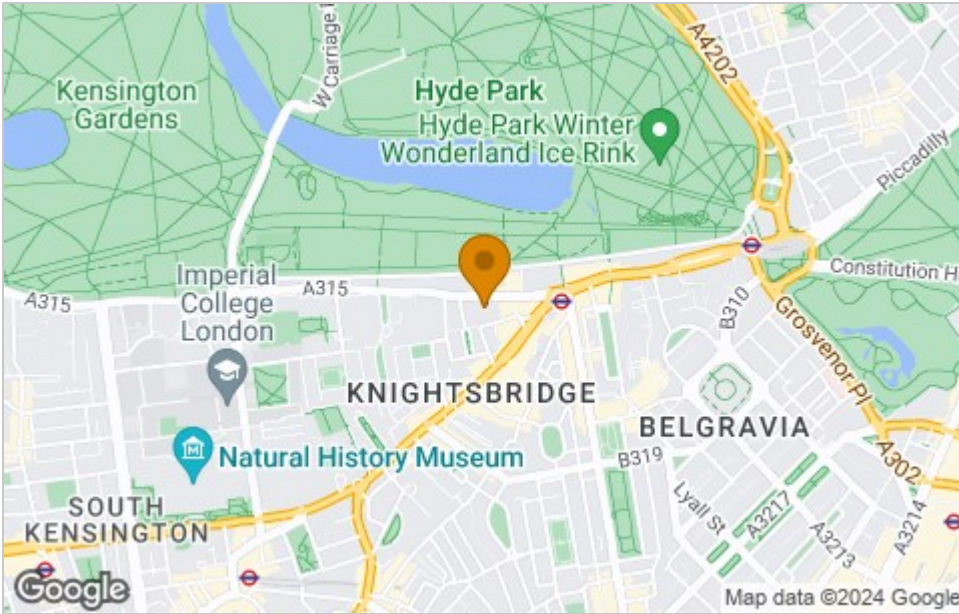 Kensington
Gardens
W Carriage
Hyde Park
Hyde Park Winter
Wonderland Ice Rink
A4202
Piccadilly
Constitution H
A315
A315
Imperial
College
London
KNIGHTSBRIDGE
B310
Grosvenor Pl
BELGRAVIA
Natural History Museum
B319
Lyall St
A3217
A3213
A3214
A302
SOUTH
KENSINGTON
Google
Map data ©2024 Google